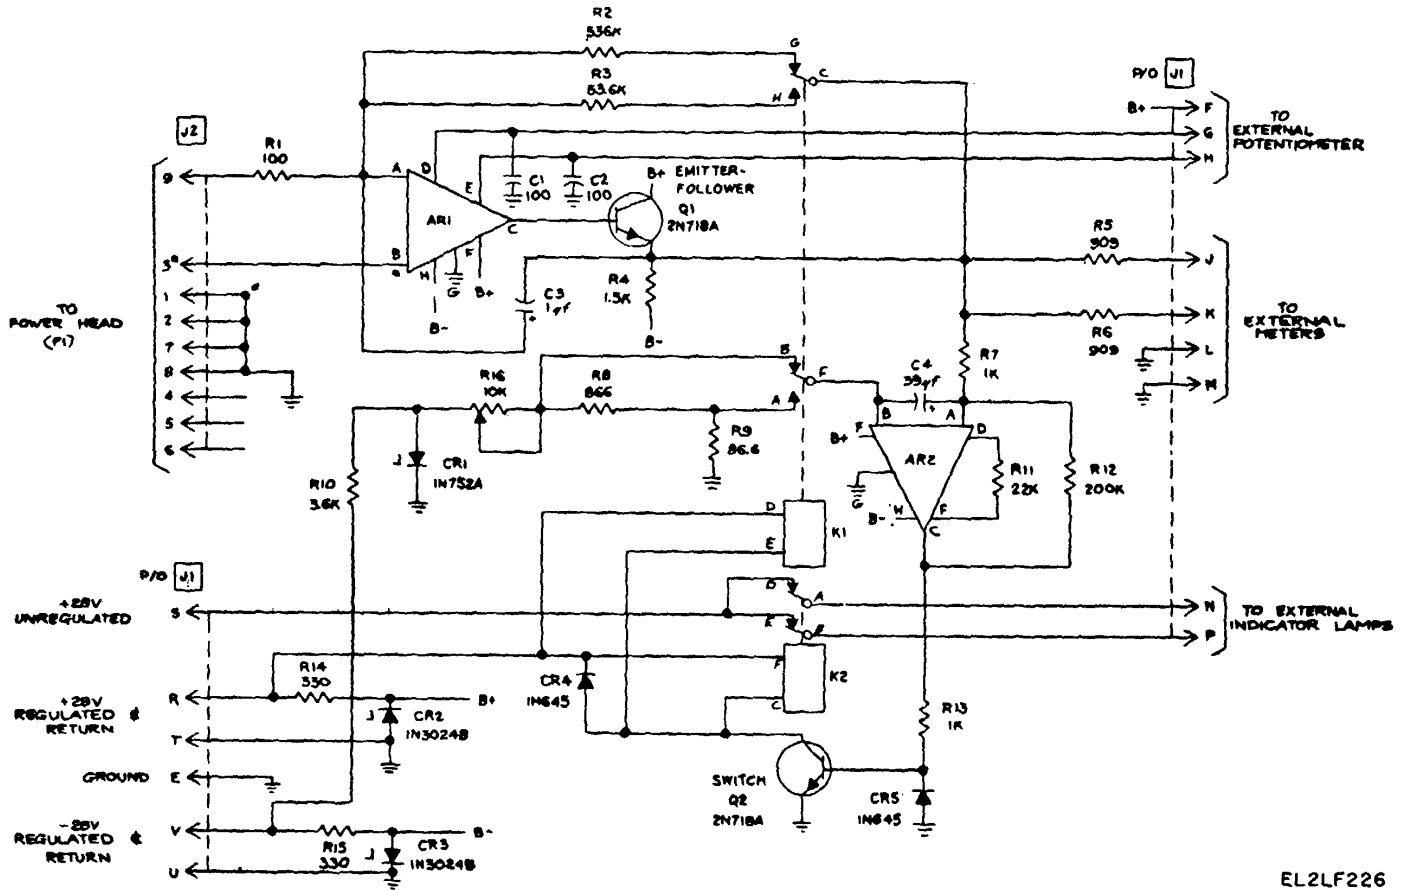 R2
536K
G
R3
53.6K
C
H
P/O J1
B+
F
G
H
TO
EXTERNAL
POTENTIOMETER
J2
R1
100
9
A
D
E
C1
100
C2
100
B+ EMITTER-
FOLLOWER
Q1
2N718A
AR1
C
B
H
G
F
B+
B-
3
1
2
7
8
4
5
6
TO
POWER HEAD
(P1)
C3
1µf
+
R4
1.5K
B-
R5
909
J
R6
909
K
L
M
TO
EXTERNAL
METERS
R7
1K
B
F
A
C4
39µf
+
B
A
R16
10K
R8
866
R9
86.6
CR1
1N752A
R10
3.6K
B+
F
AR2
D
G
B-
H
F
C
R11
22K
R12
200K
D
E
K1
P/O J1
+28V
UNREGULATED
S
D
A
K
B
N
P
TO EXTERNAL
INDICATOR LAMPS
F
C
K2
CR4
1N645
+28V
REGULATED &
RETURN
R
T
R14
330
B+
CR2
1N3024B
GROUND
E
-28V
REGULATED &
RETURN
V
U
R15
330
B-
CR3
1N3024B
SWITCH
Q2
2N718A
R13
1K
CR5
1N645
EL2LF226